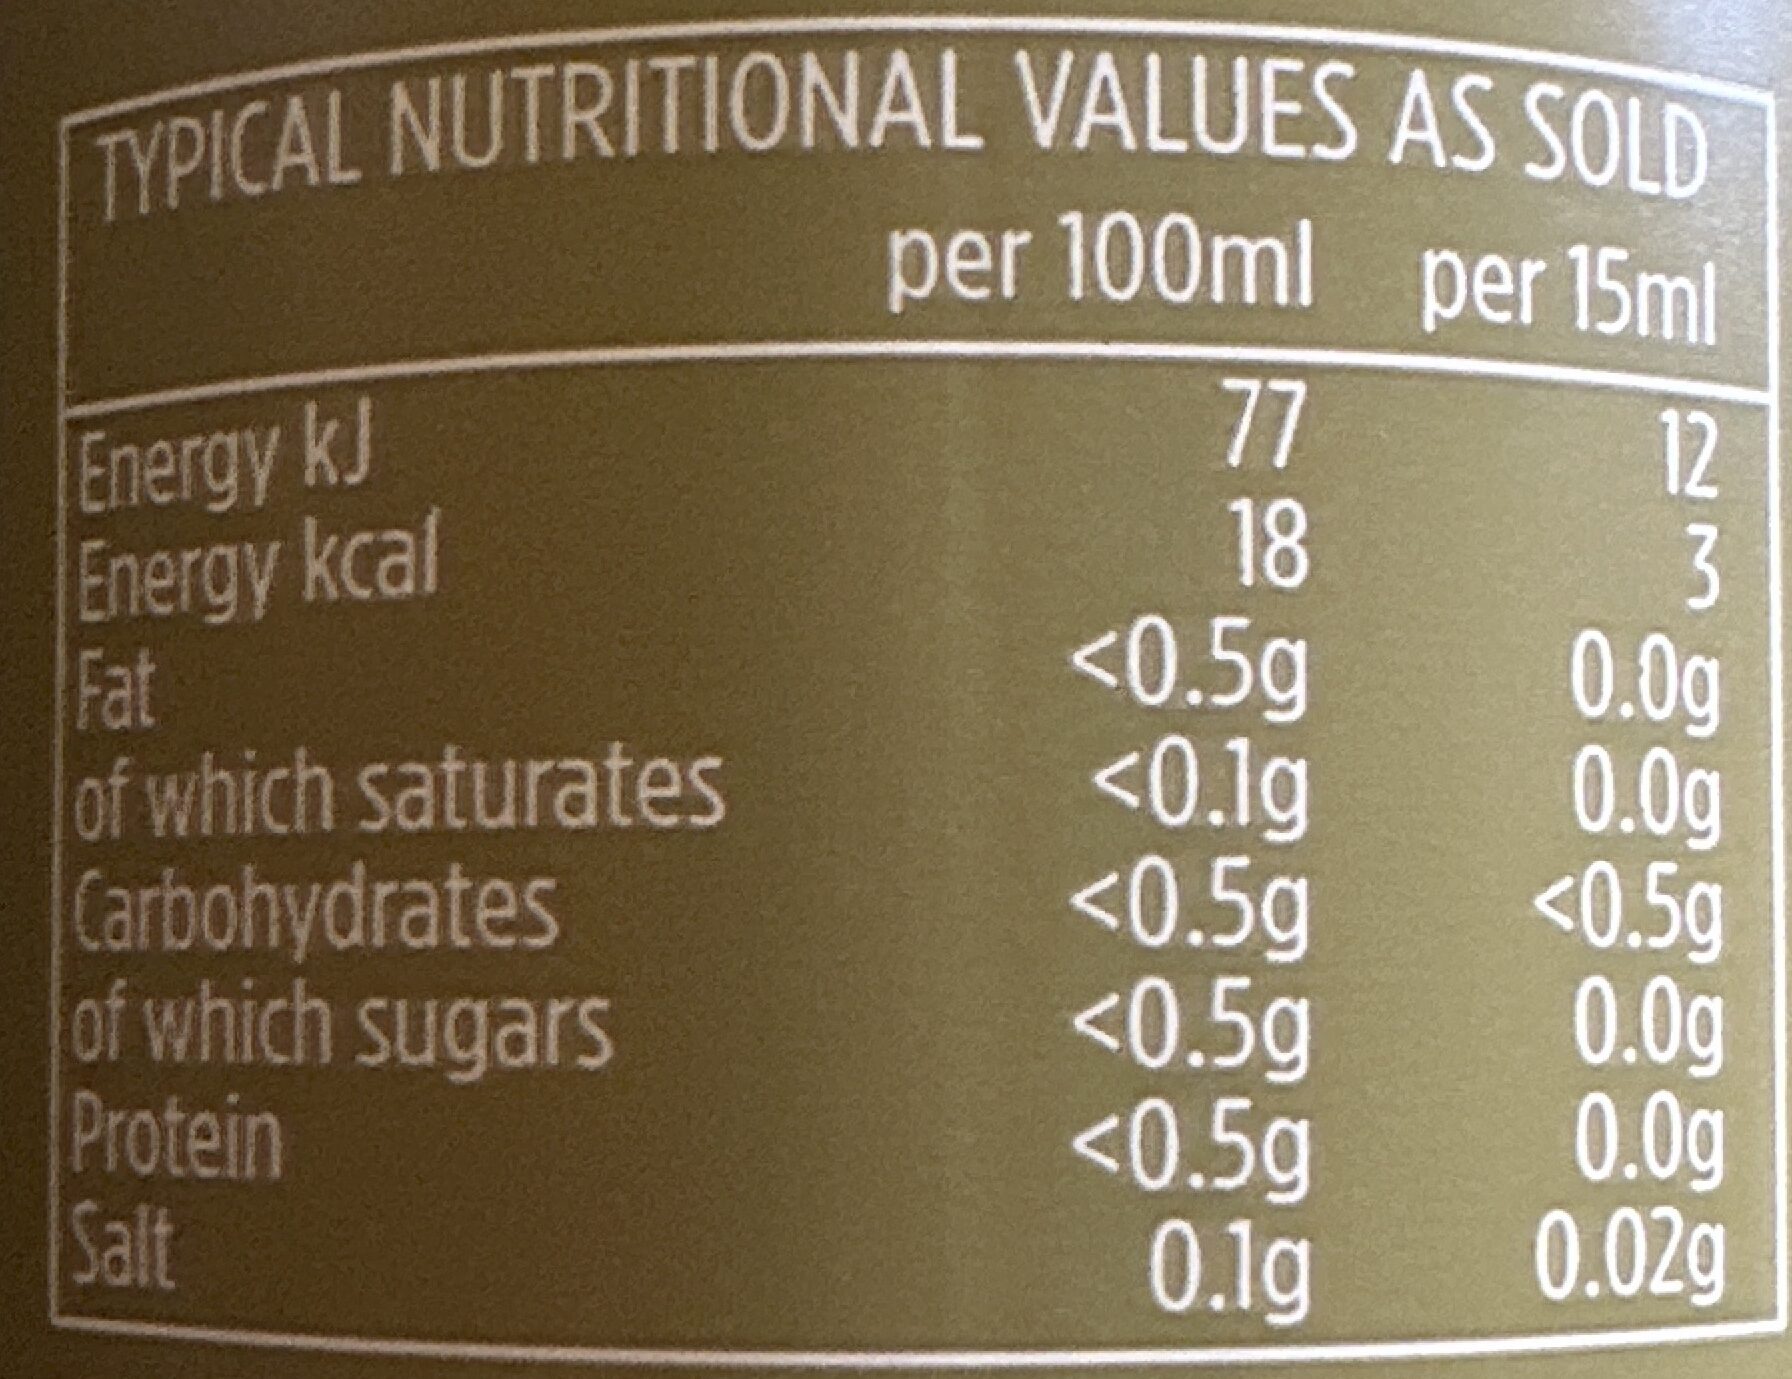 TYPICAL NUTRITIONAL VALUES AS SOLD
per 100ml per 15ml
Energy kJ 77 12
Energy kcal 18 3
Fat <0.5g 0.0g
of which saturates <0.1g 0.0g
Carbohydrates <0.5g <0.5g
of which sugars <0.5g 0.0g
Protein <0.5g 0.0g
Salt 0.1g 0.02g